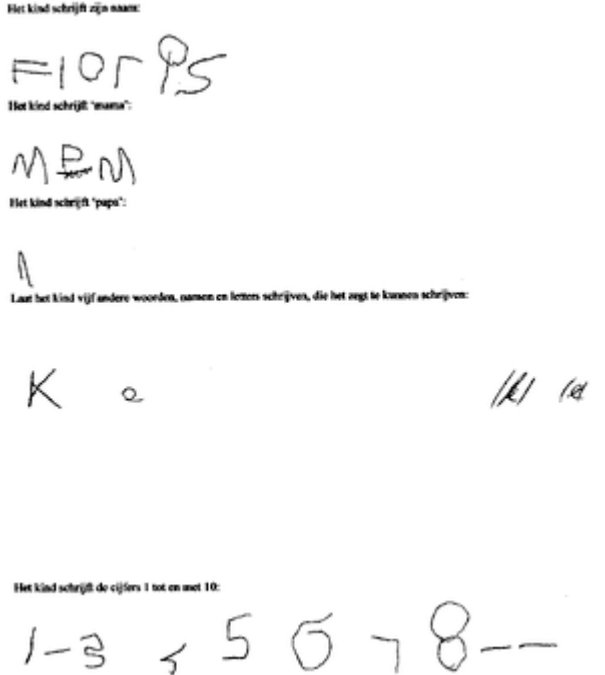 Het kind schrijft zijn naam:
Floris
Het kind schrijft 'mama':
MPM
Het kind schrijft 'papa':
Laat het kind vijf andere woorden, namen en letters schrijven, die het zegt te kunnen schrijven:
K e /k/
Het kind schrijft de cijfers 1 tot en met 10:
1 - 3 5 6 7 8 - -